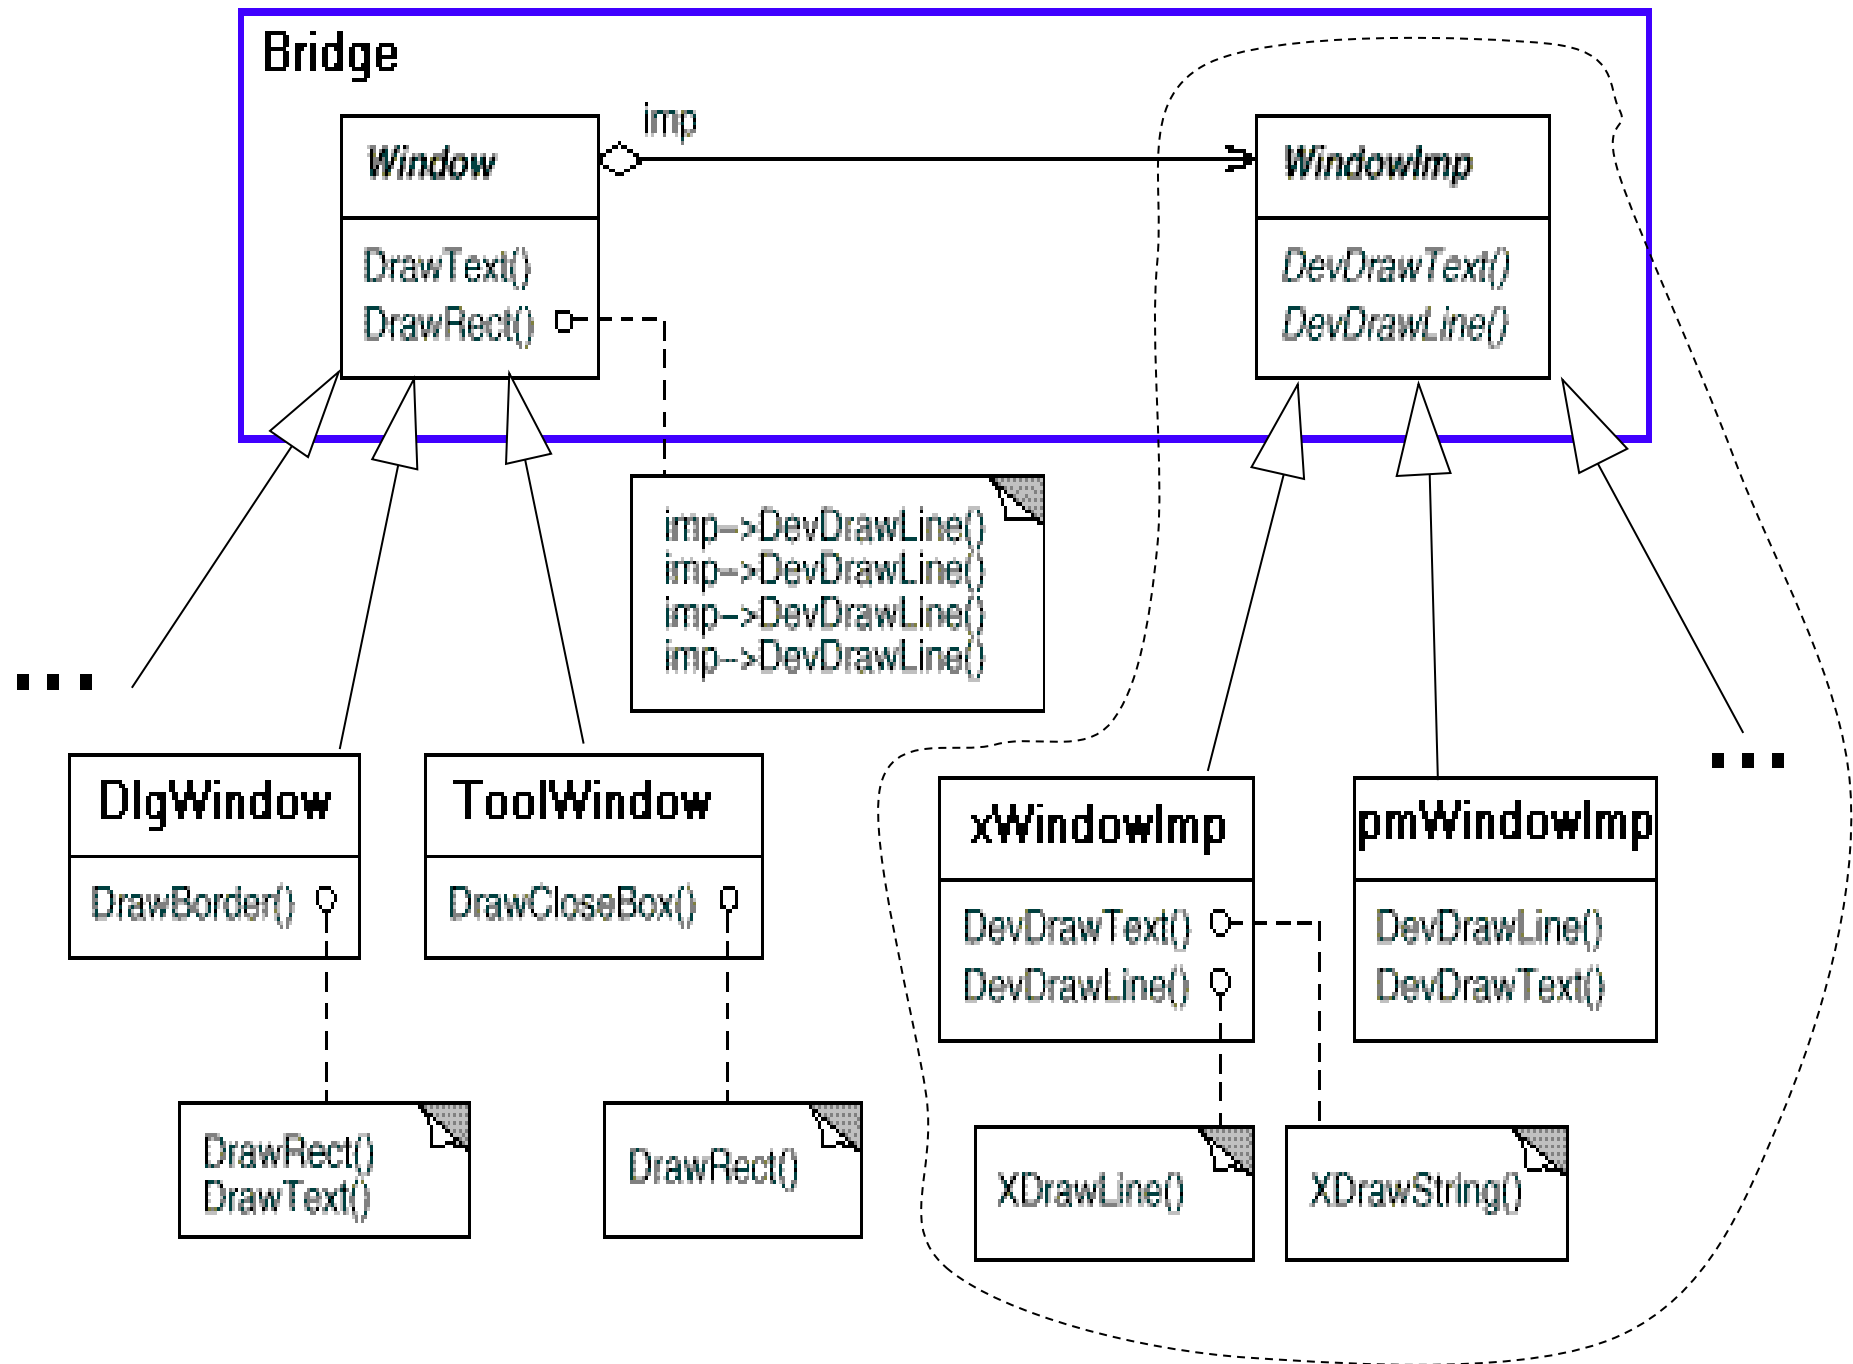 Bridge
imp
Window
DrawText()
DrawRect()
WindowImp
DevDrawText()
DevDrawLine()
imp–>DevDrawLine()
imp–>DevDrawLine()
imp–>DevDrawLine()
imp–>DevDrawLine()
...
...
DlgWindow
DrawBorder()
ToolWindow
DrawCloseBox()
xWindowImp
DevDrawText()
DevDrawLine()
pmWindowImp
DevDrawLine()
DevDrawText()
DrawRect()
DrawText()
DrawRect()
XDrawLine()
XDrawString()